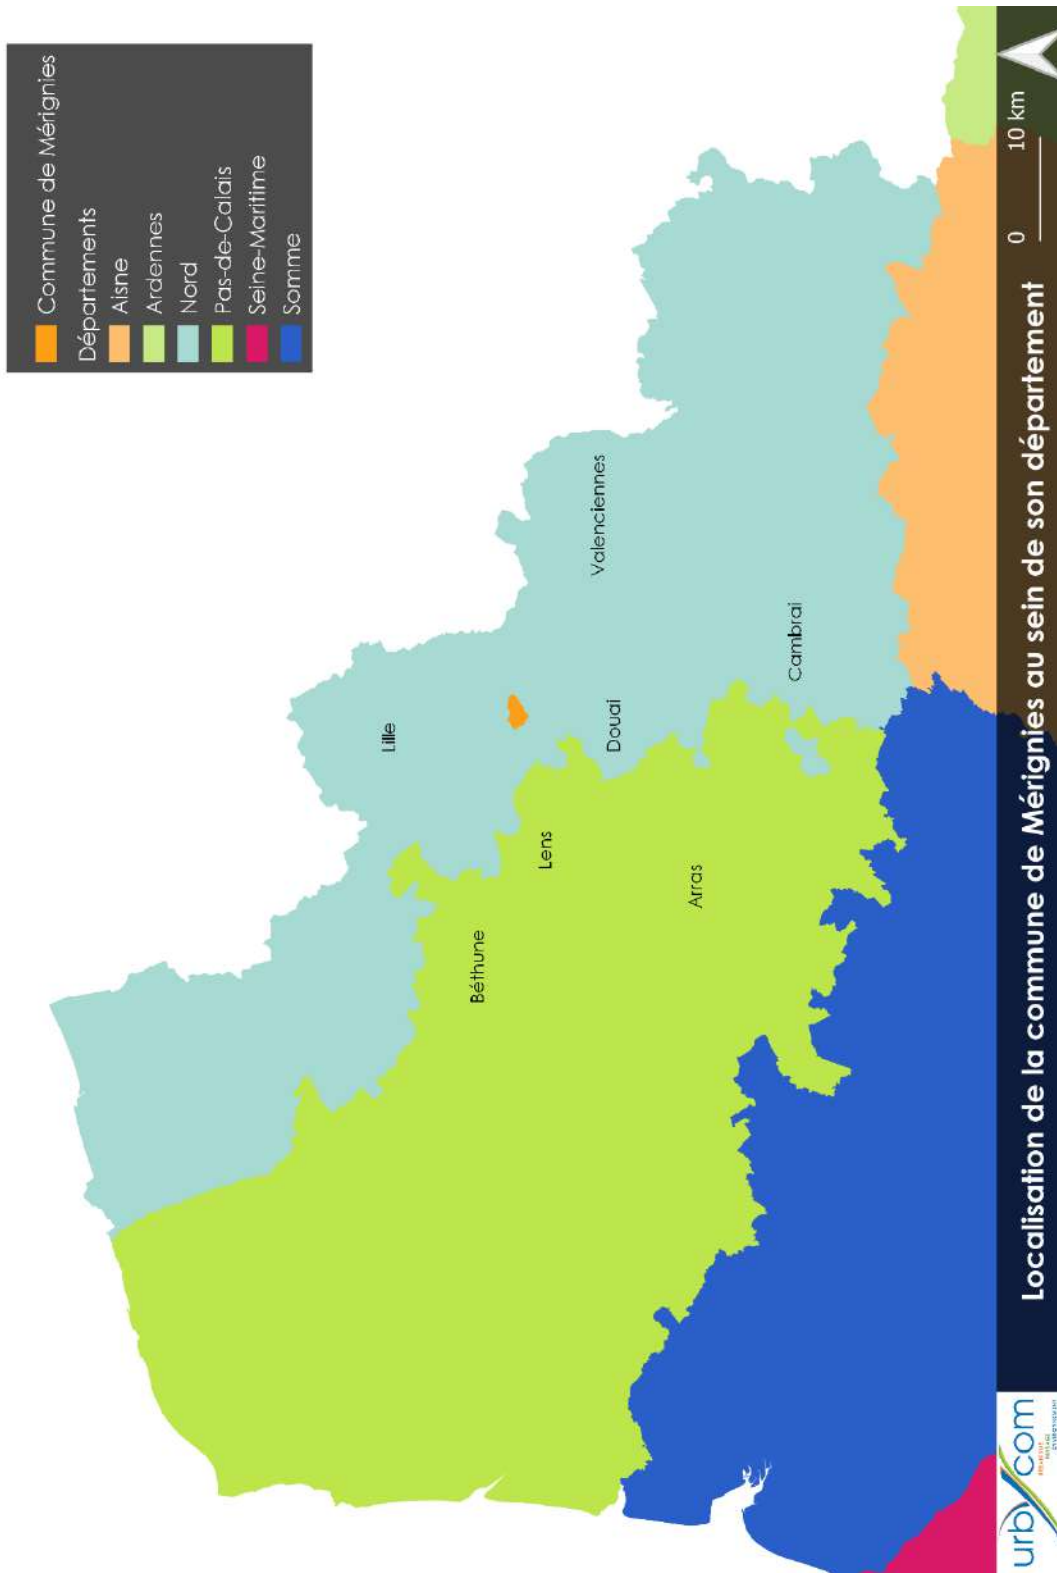 Commune de Mérignies
Départements
Aisne
Ardennes
Nord
Pas-de-Calais
Seine-Maritime
Somme
Lille
Valenciennes
Béthune
Lens
Douai
Arras
Cambrai
urbycom
Localisation de la commune de Mérignies au sein de son département
0 10 km